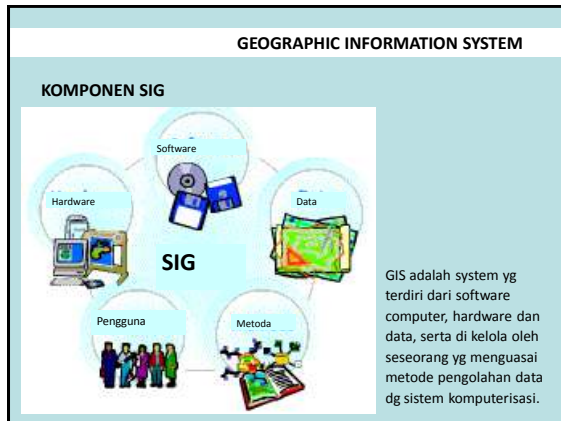 GEOGRAPHIC INFORMATION SYSTEM
KOMPONEN SIG
Software
Hardware
Data
SIG
Pengguna
Metoda
GIS adalah system yg
terdiri dari software
computer, hardware dan
data, serta di kelola oleh
seseorang yg menguasai
metode pengolahan data
dg sistem komputerisasi.